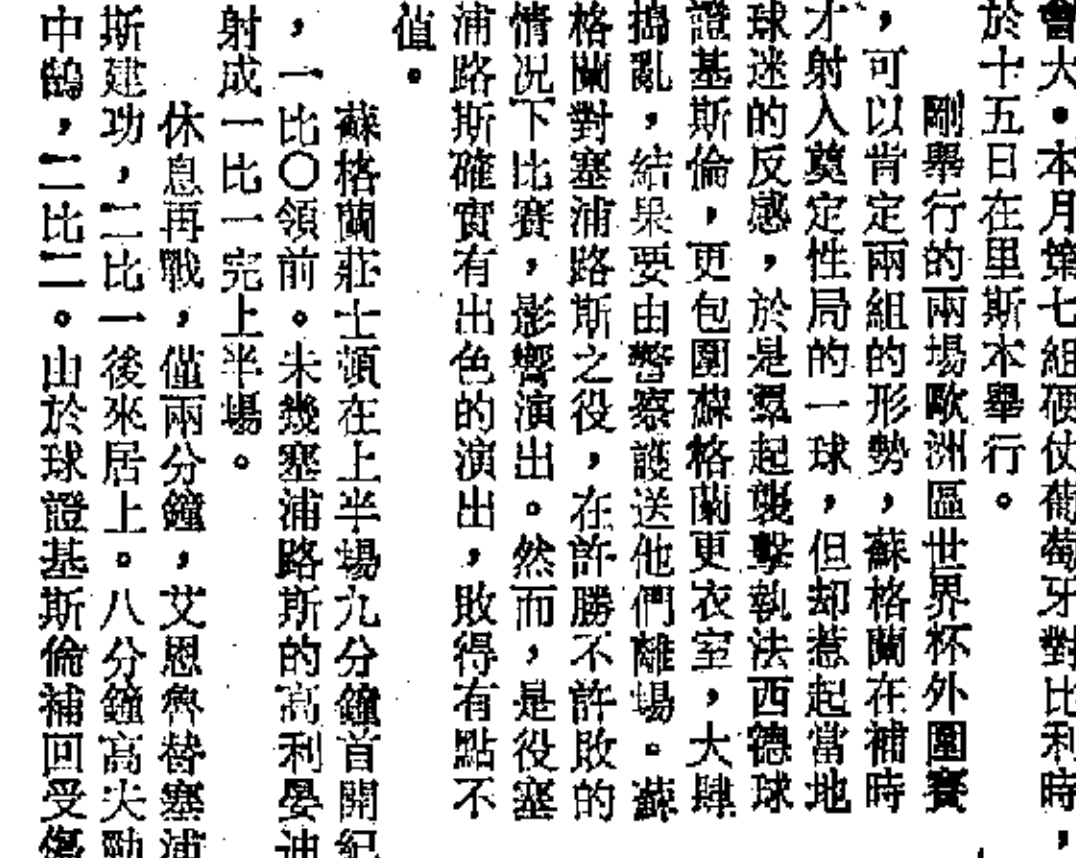 會大。本月第七組硬仗葡萄牙對比利時,
於十五日在里斯本舉行。
剛舉行的兩場歐洲區世界杯外圍賽
,可以肯定兩組的形勢,蘇格蘭在補時
才射入奠定性局的一球,但却惹起當地
球迷的反感,於是羣起襲擊執法西德球
證基斯倫,更包圍蘇格蘭更衣室,大肆
搗亂,結果要由警察護送他們離場。蘇
格蘭對塞浦路斯之役,在許勝不許敗的
情况下比賽,影響演出。然而,是役塞
浦路斯確實有出色的演出,敗得有點不
值。
蘇格蘭莊士頓在上半場九分鐘首開紀
,一比〇領前。未幾塞浦路斯的高利晏迪
射成一比一完上半場。
休息再戰,僅兩分鐘,艾恩魯替塞浦
斯建功,二比一後來居上。八分鐘高夫勁
中鵠,二比二。由於球證基斯倫補回受傷